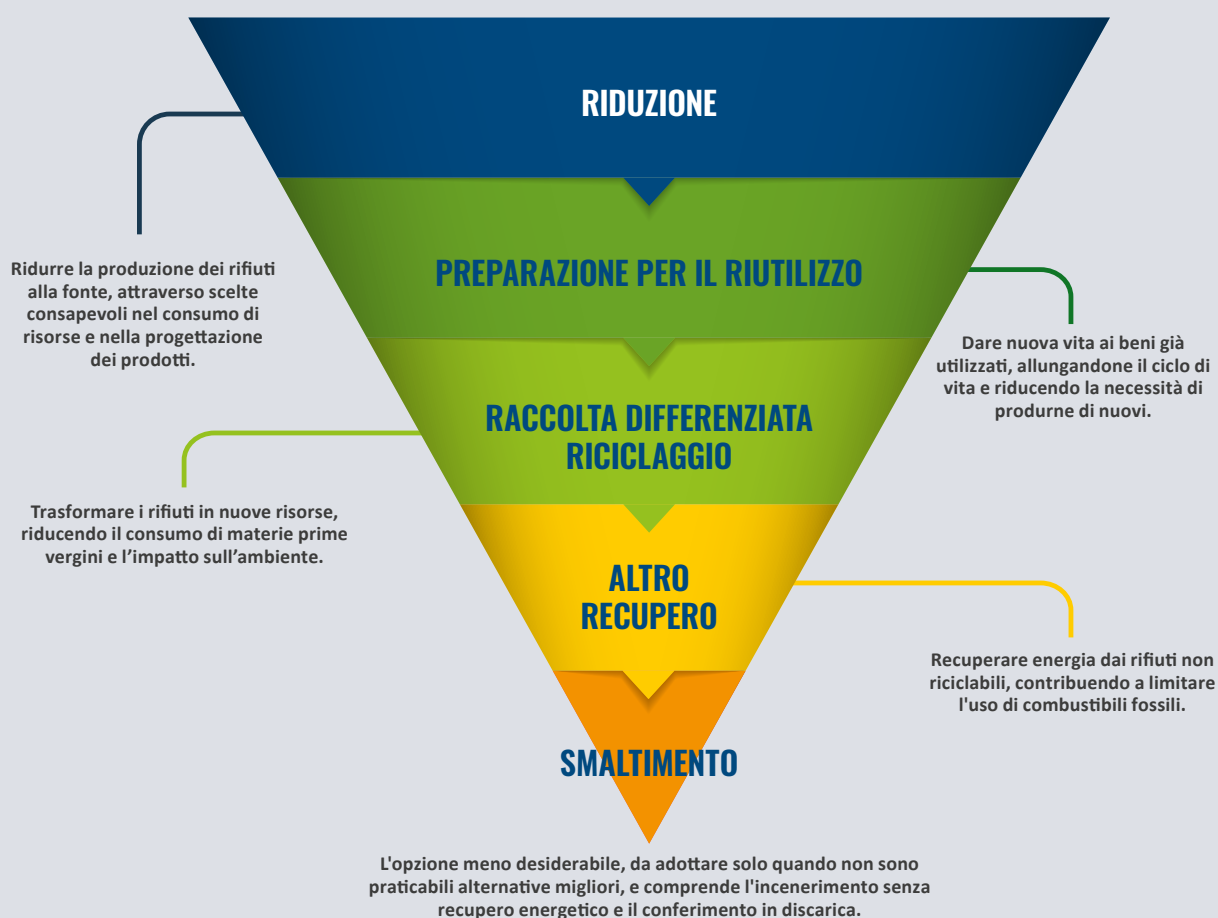 RIDUZIONE
Ridurre la produzione dei rifiuti
alla fonte, attraverso scelte
consapevoli nel consumo di
risorse e nella progettazione
dei prodotti.
PREPARAZIONE PER IL RIUTILIZZO
Dare nuova vita ai beni già
utilizzati, allungandone il ciclo di
vita e riducendo la necessità di
produrne di nuovi.
RACCOLTA DIFFERENZIATA
RICICLAGGIO
Trasformare i rifiuti in nuove risorse,
riducendo il consumo di materie prime
vergini e l’impatto sull’ambiente.
ALTRO
RECUPERO
Recuperare energia dai rifiuti non
riciclabili, contribuendo a limitare
l'uso di combustibili fossili.
SMALTIMENTO
L'opzione meno desiderabile, da adottare solo quando non sono
praticabili alternative migliori, e comprende l'incenerimento senza
recupero energetico e il conferimento in discarica.